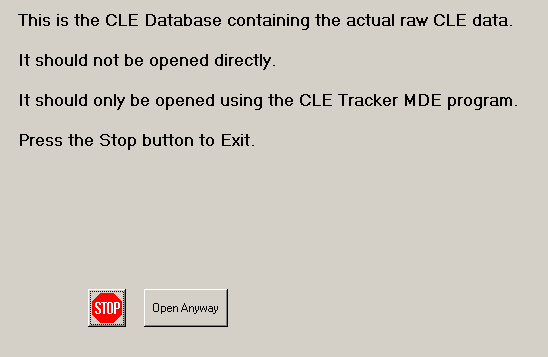 This is the CLE Database containing the actual raw CLE data.
It should not be opened directly.
It should only be opened using the CLE Tracker MDE program.
Press the Stop button to Exit.
STOP
Open Anyway